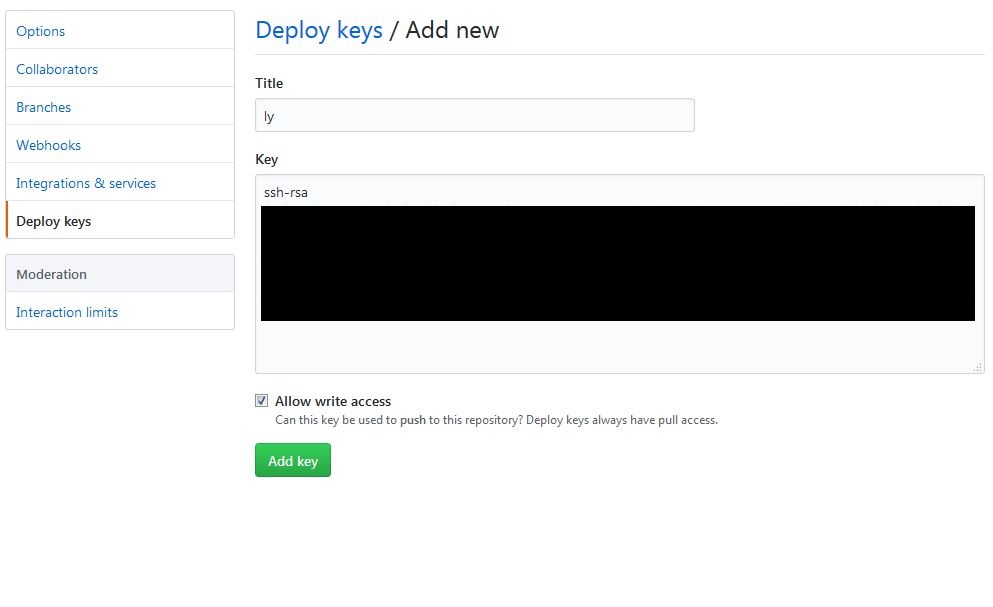 Options
Collaborators
Branches
Webhooks
Integrations & services
Deploy keys
Moderation
Interaction limits
Deploy keys / Add new
Title
ly
Key
ssh-rsa
Allow write access
Can this key be used to push to this repository? Deploy keys always have pull access.
Add key